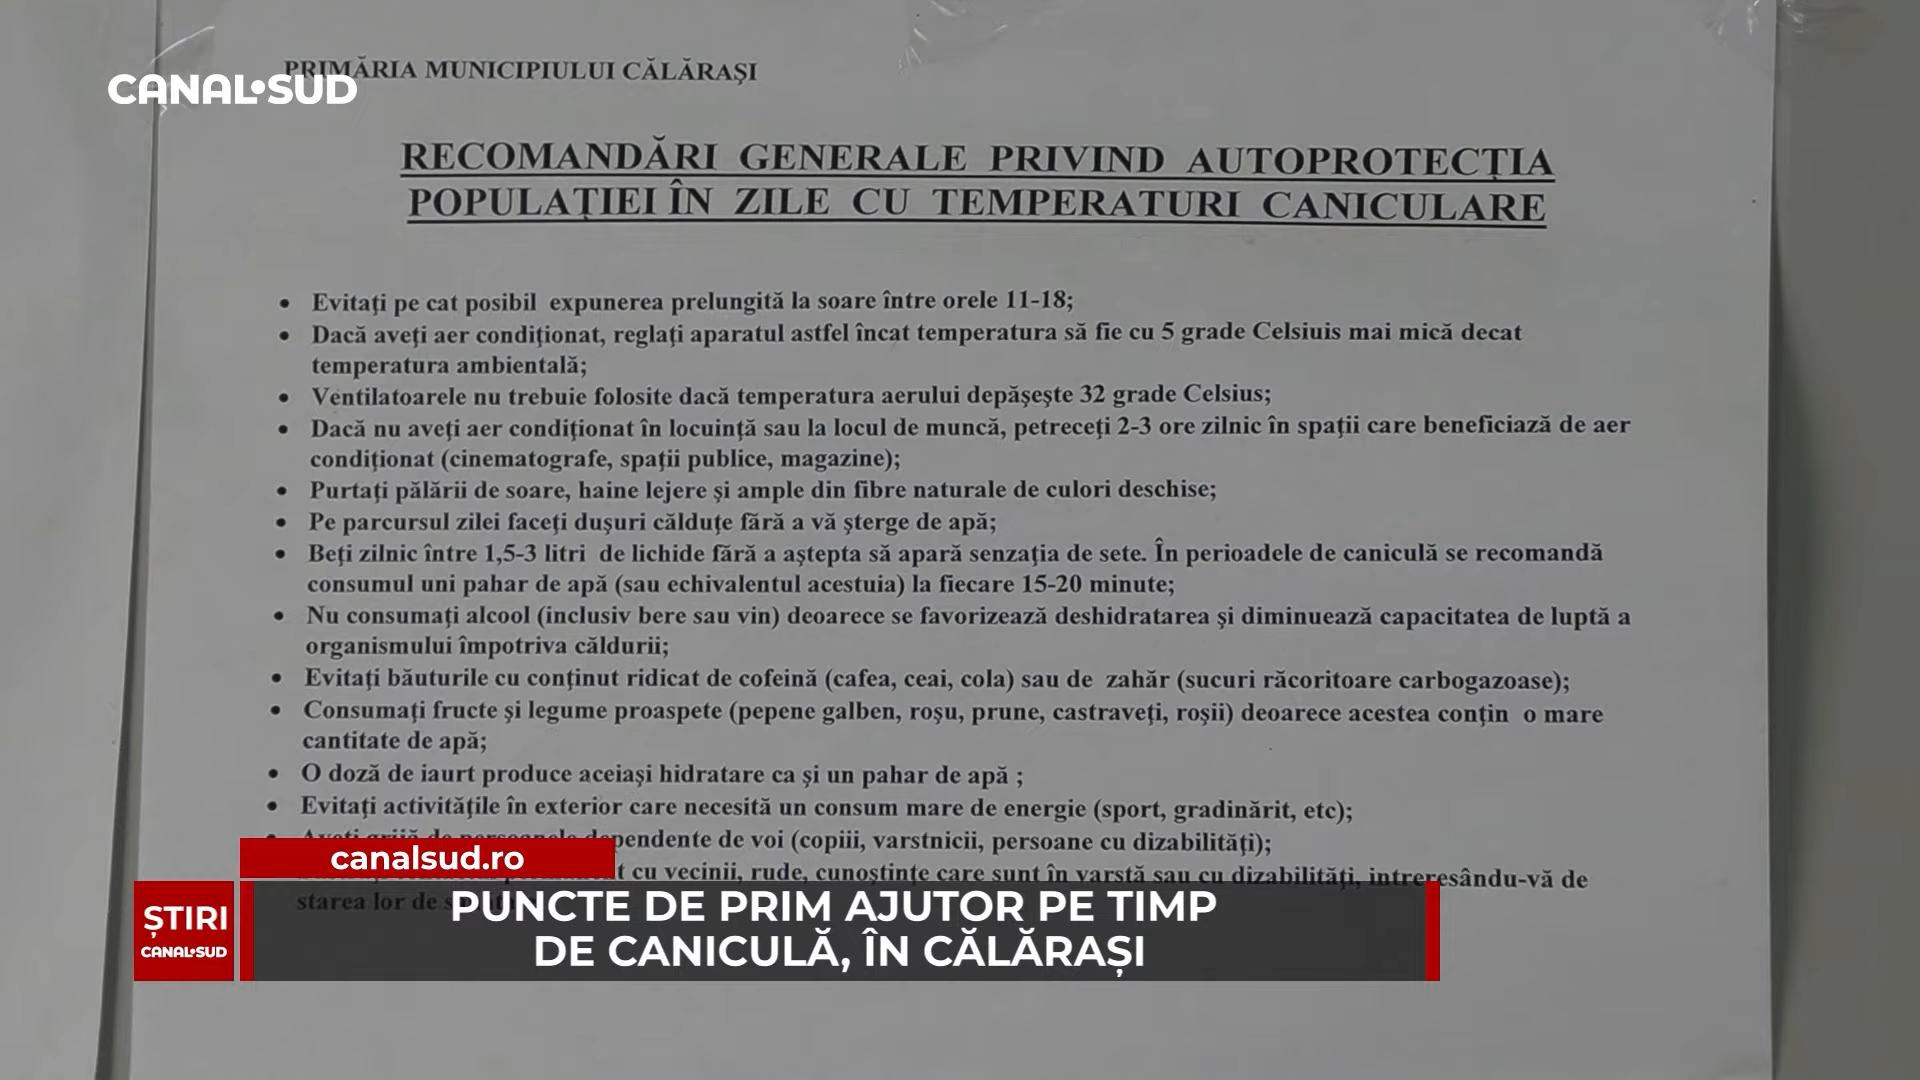 PRIMĂRIA MUNICIPIULUI CĂLĂRAŞI
CANAL•SUD
RECOMANDĂRI GENERALE PRIVIND AUTOPROTECŢIA
POPULAŢIEI ÎN ZILE CU TEMPERATURI CANICULARE
• Evitaţi pe cat posibil expunerea prelungită la soare între orele 11-18;
• Dacă aveţi aer condiţionat, reglaţi aparatul astfel încat temperatura să fie cu 5 grade Celsiuis mai mică decat
temperatura ambientală;
• Ventilatoarele nu trebuie folosite dacă temperatura aerului depăşeşte 32 grade Celsius;
• Dacă nu aveţi aer condiţionat în locuinţă sau la locul de muncă, petreceţi 2-3 ore zilnic în spaţii care beneficiază de aer
condiţionat (cinematografe, spaţii publice, magazine);
• Purtaţi pălării de soare, haine lejere şi ample din fibre naturale de culori deschise;
• Pe parcursul zilei faceţi duşuri călduţe fără a vă şterge de apă;
• Beţi zilnic între 1,5-3 litri de lichide fără a aştepta să apară senzaţia de sete. În perioadele de caniculă se recomandă
consumul uni pahar de apă (sau echivalentul acestuia) la fiecare 15-20 minute;
• Nu consumaţi alcool (inclusiv bere sau vin) deoarece se favorizează deshidratarea şi diminuează capacitatea de luptă a
organismului împotriva căldurii;
• Evitaţi băuturile cu conţinut ridicat de cofeină (cafea, ceai, cola) sau de zahăr (sucuri răcoritoare carbogazoase);
• Consumaţi fructe şi legume proaspete (pepene galben, roşu, prune, castraveţi, roşii) deoarece acestea conţin o mare
cantitate de apă;
• O doză de iaurt produce aceiaşi hidratare ca şi un pahar de apă ;
• Evitaţi activităţile în exterior care necesită un consum mare de energie (sport, gradinărit, etc);
• Aveţi grijă de persoanele dependente de voi (copiii, varstnicii, persoane cu dizabilităţi);
cu vecinii, rude, cunoştinţe care sunt în varstă sau cu dizabilităţi, intreresându-vă de
starea lor de
canalsud.ro
ȘTIRI
CANAL•SUD
PUNCTE DE PRIM AJUTOR PE TIMP
DE CANICULĂ, ÎN CĂLĂRAȘI